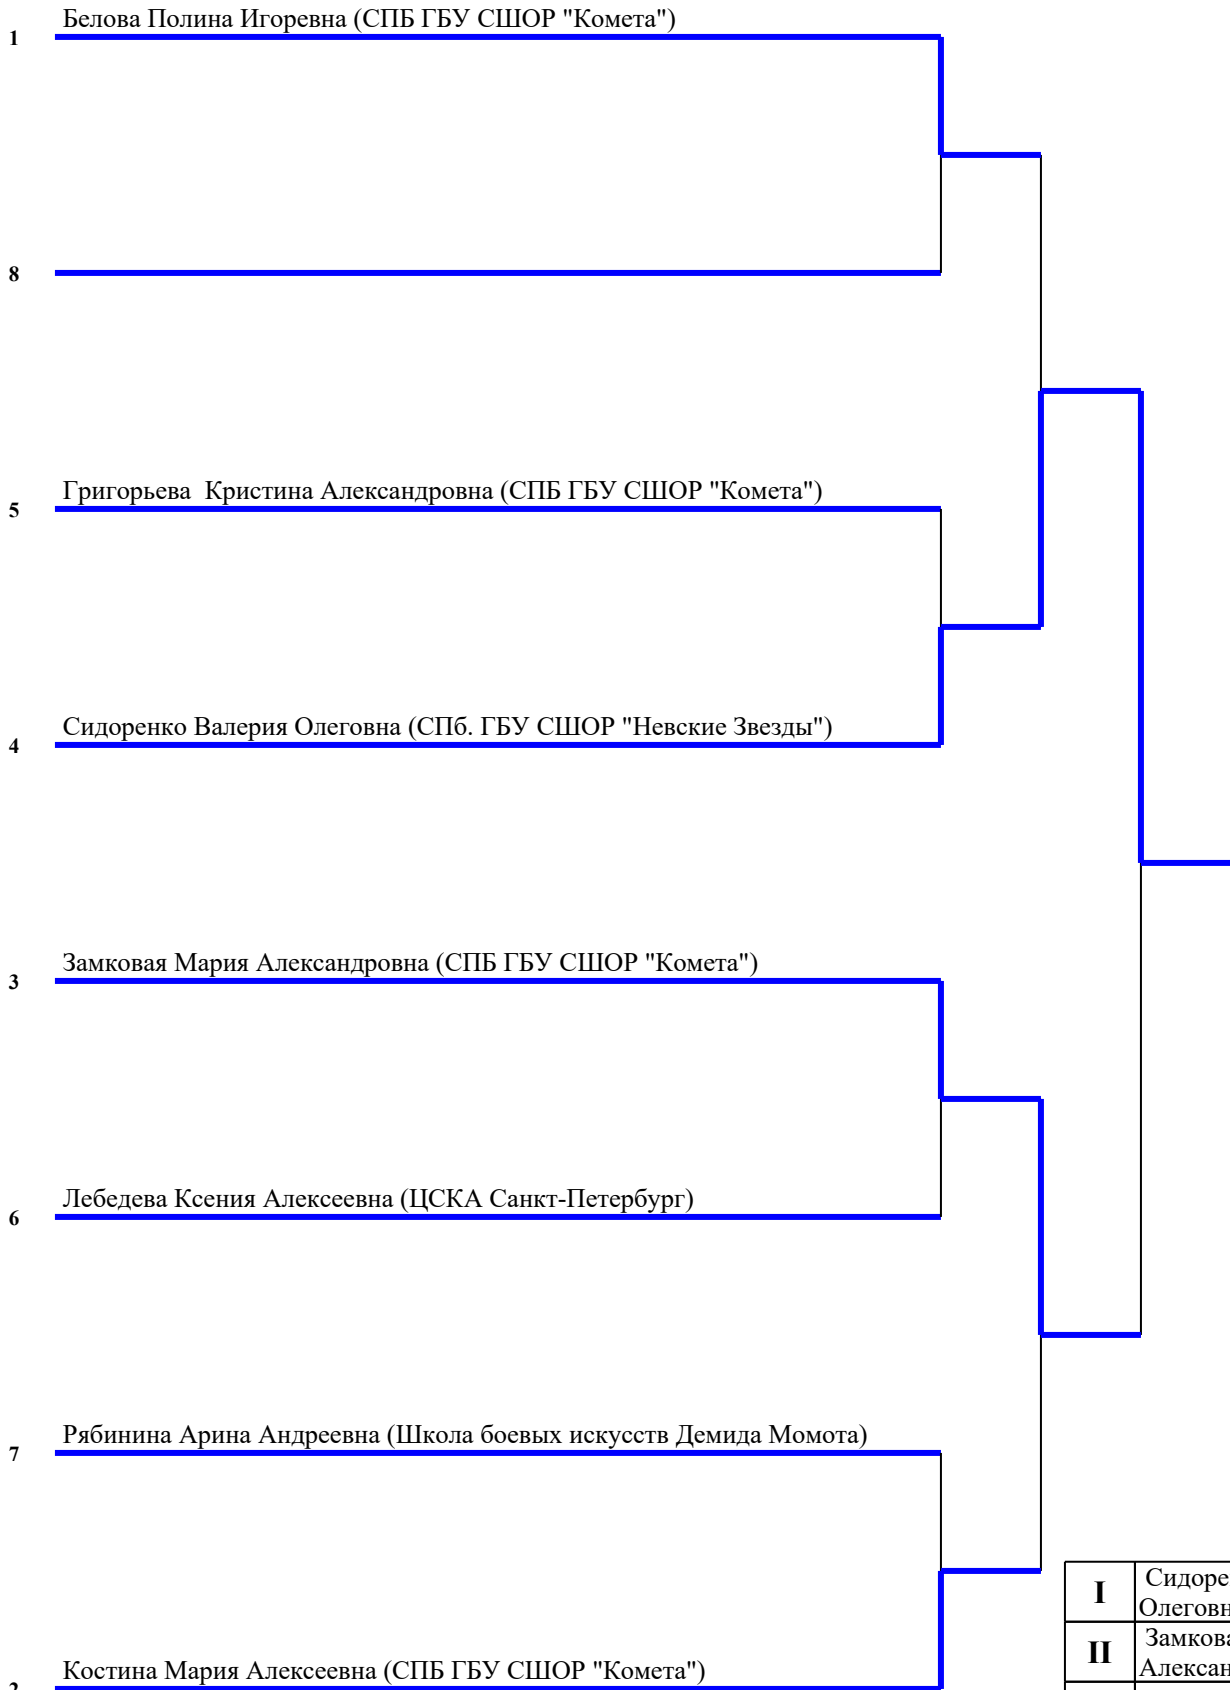 Белова Полина Игоревна (СПБ ГБУ СШОР "Комета")
1
8
Григорьева Кристина Александровна (СПБ ГБУ СШОР "Комета")
5
Сидоренко Валерия Олеговна (СПб. ГБУ СШОР "Невские Звезды")
4
Замковая Мария Александровна (СПБ ГБУ СШОР "Комета")
3
Лебедева Ксения Алексеевна (ЦСКА Санкт-Петербург)
6
Рябинина Арина Андреевна (Школа боевых искусств Демида Момота)
7
I
II
Костина Мария Алексеевна (СПБ ГБУ СШОР "Комета")
2